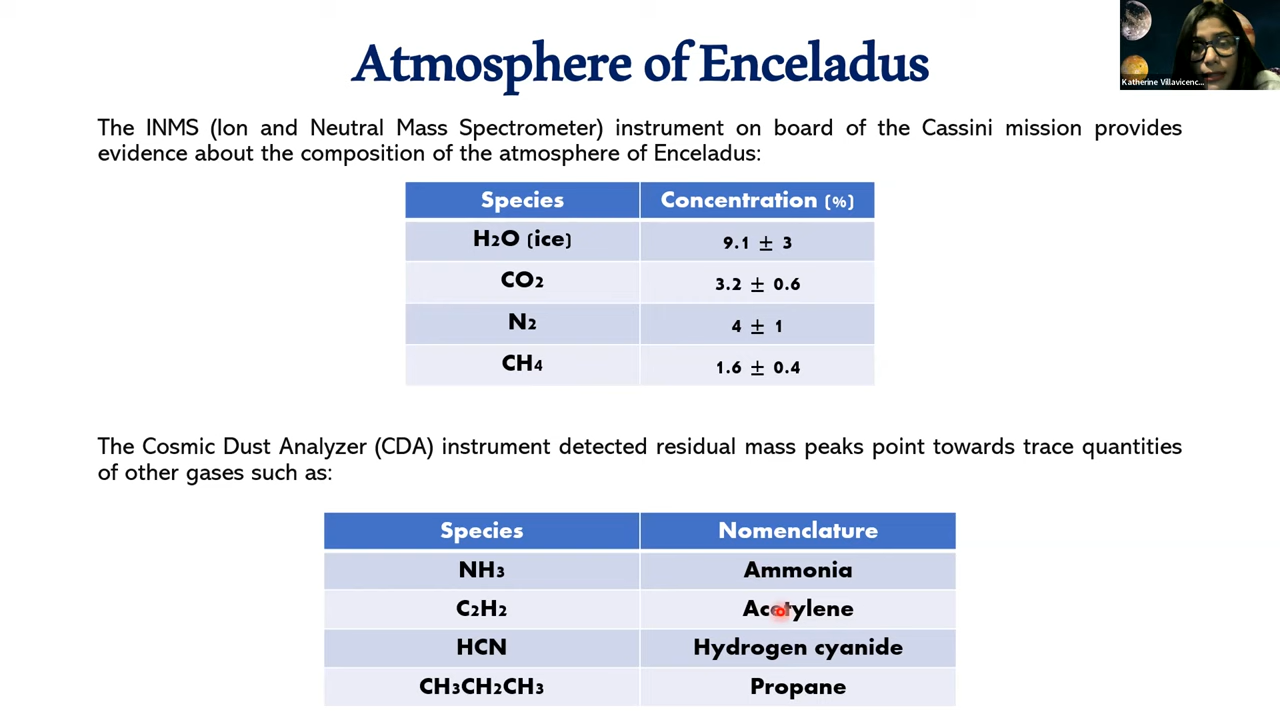 Atmosphere of Enceladus
Katherine Villavicenc...
The INMS (Ion and Neutral Mass Spectrometer) instrument on board of the Cassini mission provides
evidence about the composition of the atmosphere of Enceladus:
Species Concentration (%)
H2O (ice) 9.1 ± 3
CO2 3.2 ± 0.6
N2 4 ± 1
CH4 1.6 ± 0.4
The Cosmic Dust Analyzer (CDA) instrument detected residual mass peaks point towards trace quantities
of other gases such as:
Species Nomenclature
NH3 Ammonia
C2H2 Acetylene
HCN Hydrogen cyanide
CH3CH2CH3 Propane